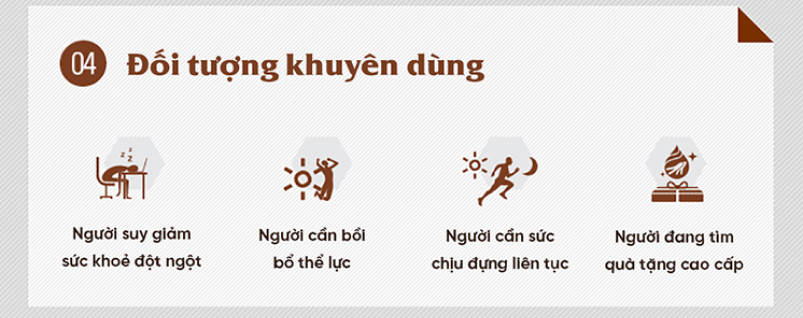 04 Đối tượng khuyên dùng
z z z
Người suy giảm
sức khoẻ đột ngột
Người cần bồi
bổ thể lực
Người cần sức
chịu đựng liên tục
Người đang tìm
quà tặng cao cấp